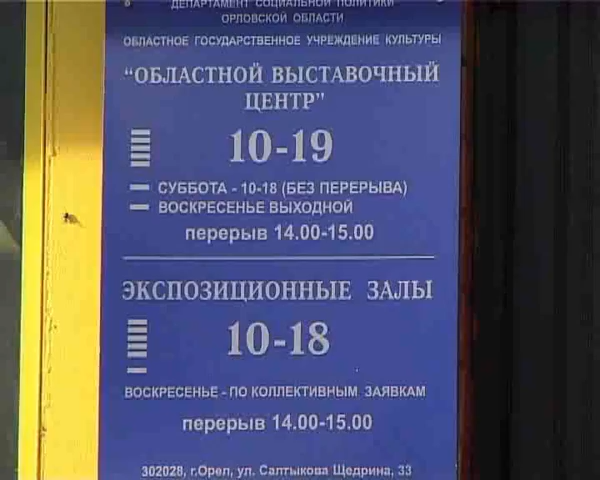 ДЕПАРТАМЕНТ СОЦИАЛЬНОЙ ПОЛИТИКИ
ОРЛОВСКОЙ ОБЛАСТИ
ОБЛАСТНОЕ ГОСУДАРСТВЕННОЕ УЧРЕЖДЕНИЕ КУЛЬТУРЫ
"ОБЛАСТНОЙ ВЫСТАВОЧНЫЙ
ЦЕНТР"
10-19
СУББОТА - 10-18 (БЕЗ ПЕРЕРЫВА)
ВОСКРЕСЕНЬЕ ВЫХОДНОЙ
перерыв 14.00-15.00
ЭКСПОЗИЦИОННЫЕ ЗАЛЫ
10-18
ВОСКРЕСЕНЬЕ - ПО КОЛЛЕКТИВНЫМ ЗАЯВКАМ
перерыв 14.00-15.00
302028, г.Орел, ул. Салтыкова Щедрина, 33